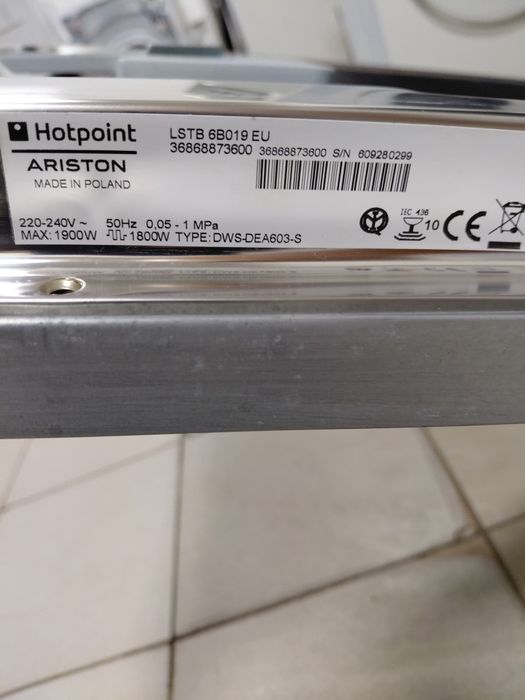 Hotpoint
ARISTON
MADE IN POLAND
LSTB 6B019 EU
36868873600 36868873600 S/N 609280299
220-240V ~ 50Hz 0,05 - 1 MPa
MAX: 1900W 1800W TYPE: DWS-DEA603-S
IEC 436
10
CE